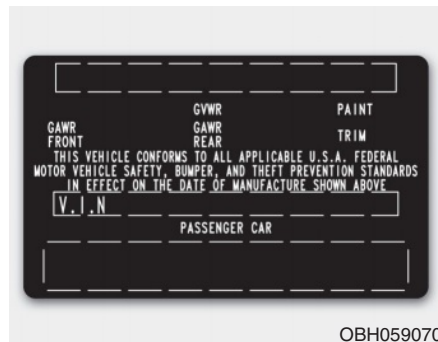 GVWR PAINT
GAWR FRONT GAWR REAR TRIM
THIS VEHICLE CONFORMS TO ALL APPLICABLE U.S.A. FEDERAL
MOTOR VEHICLE SAFETY, BUMPER, AND THEFT PREVENTION STANDARDS
IN EFFECT ON THE DATE OF MANUFACTURE SHOWN ABOVE
V.I.N
PASSENGER CAR
OBH059070